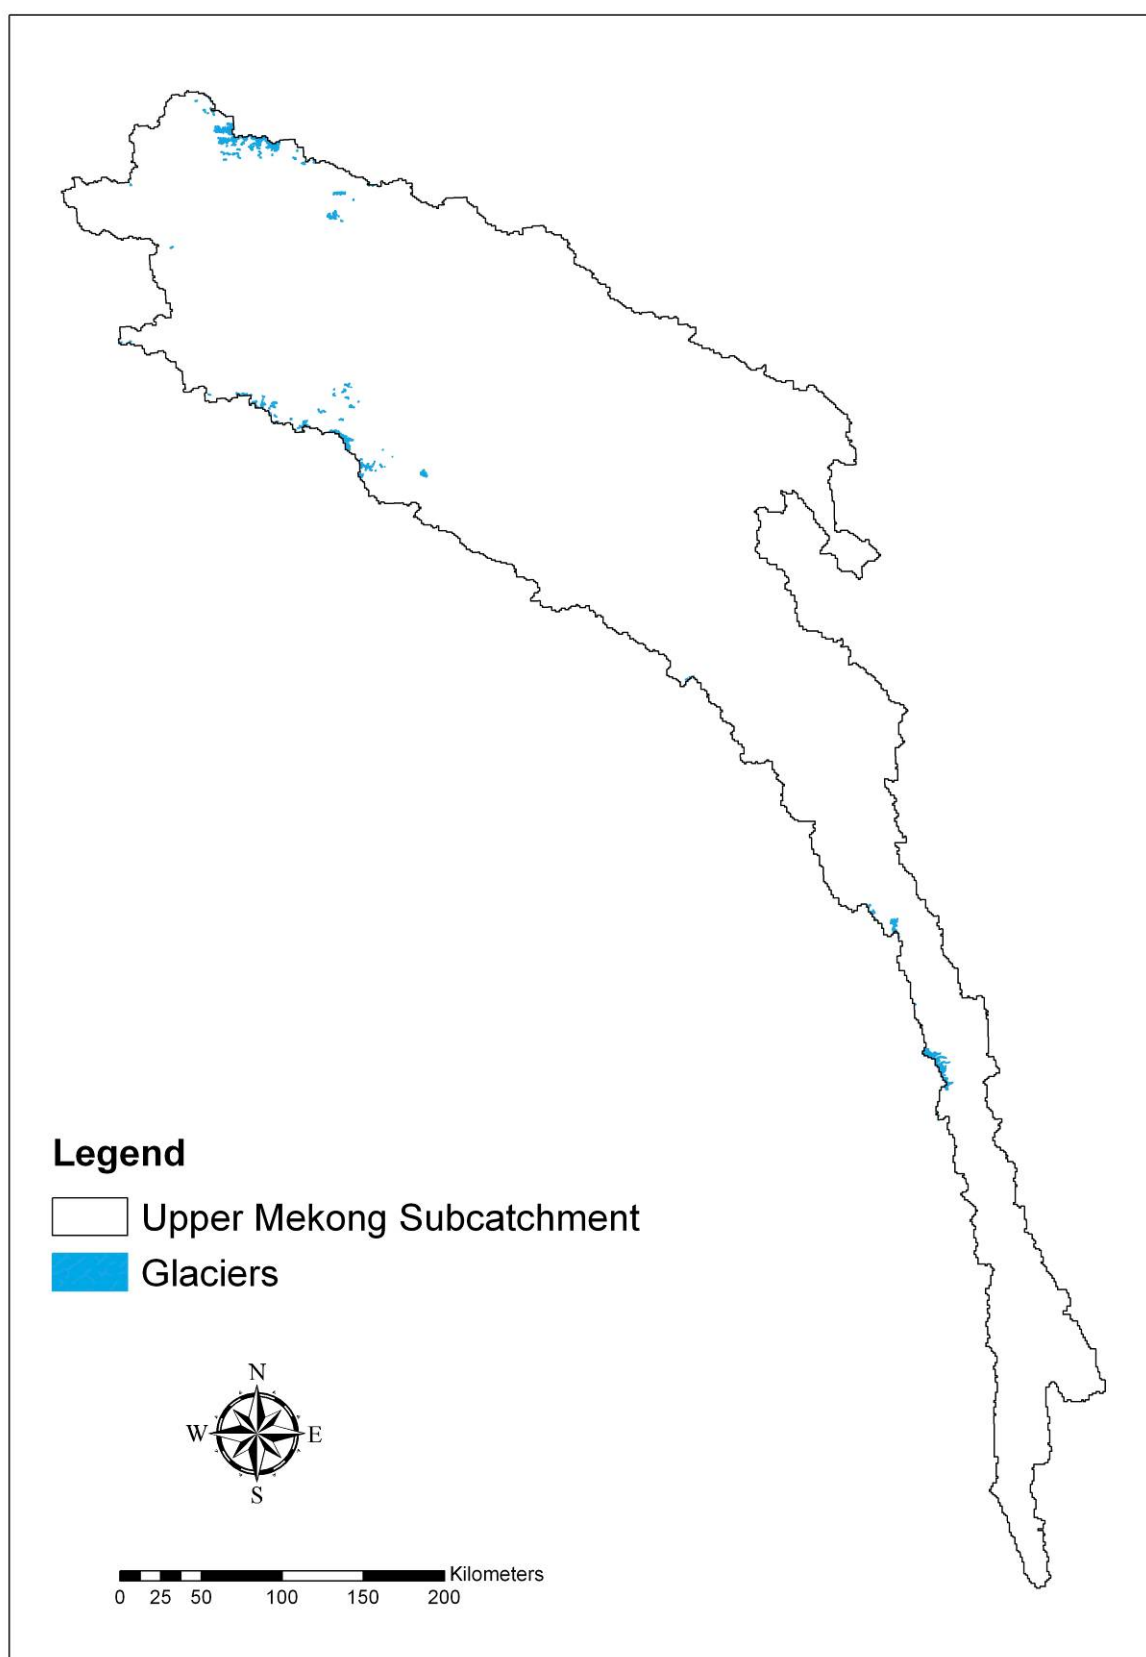 Legend
Upper Mekong Subcatchment
Glaciers
N
W E
S
Kilometers
0 25 50 100 150 200